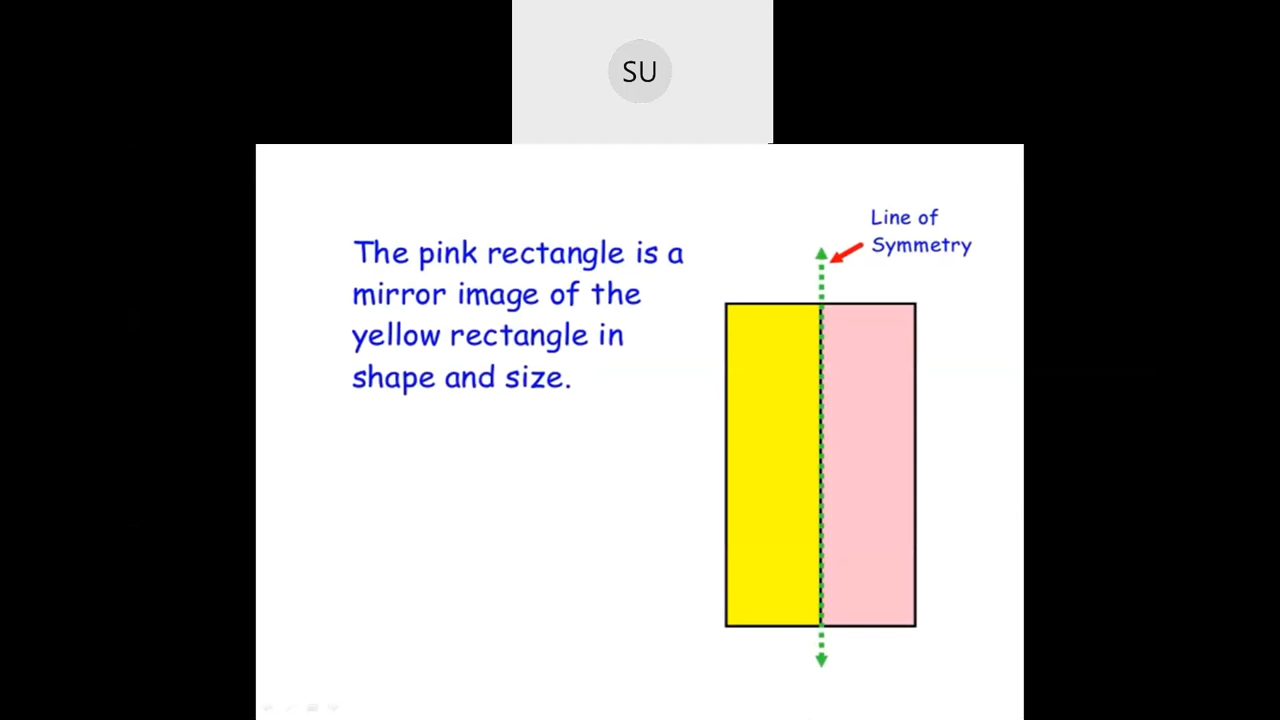 SU
Line of
Symmetry
The pink rectangle is a
mirror image of the
yellow rectangle in
shape and size.